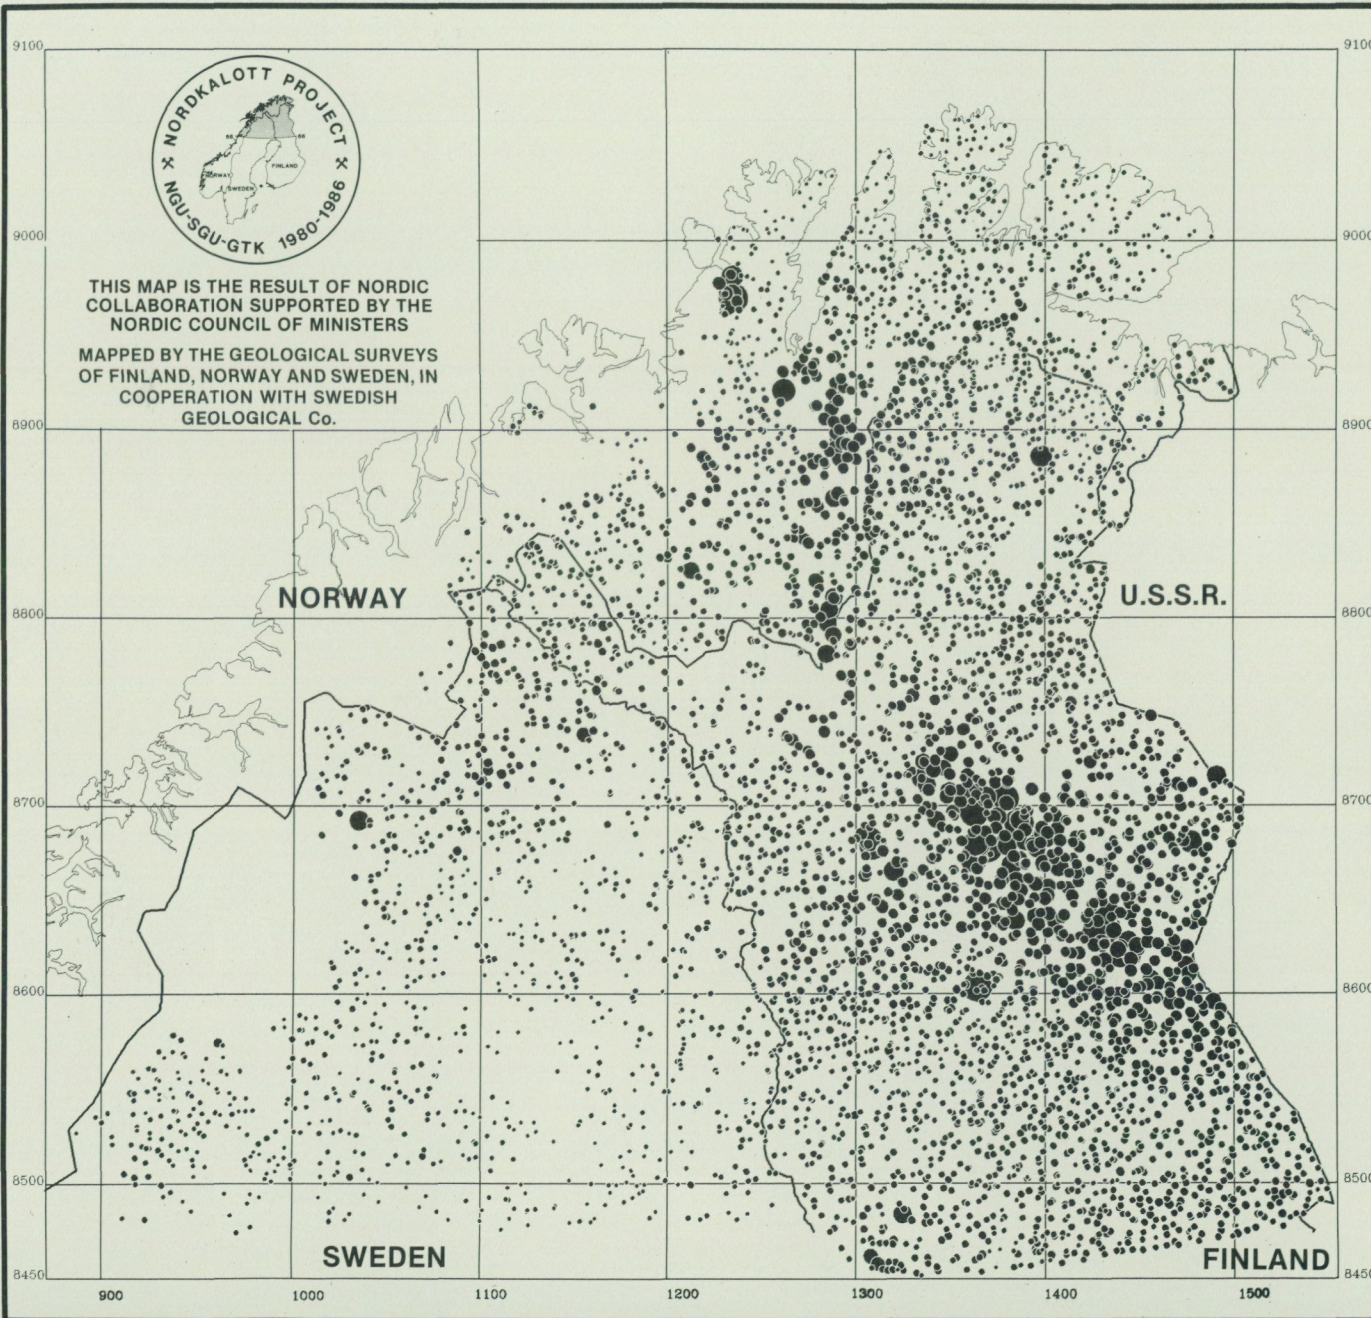 9100 9100
NORDKALOTT PROJECT
66 66
NORWAY
SWEDEN
FINLAND
NGU-SGU-GTK 1980-1986
9000 9000
THIS MAP IS THE RESULT OF NORDIC
COLLABORATION SUPPORTED BY THE
NORDIC COUNCIL OF MINISTERS
MAPPED BY THE GEOLOGICAL SURVEYS
OF FINLAND, NORWAY AND SWEDEN, IN
COOPERATION WITH SWEDISH
GEOLOGICAL Co.
8900 8900
NORWAY
U.S.S.R.
8800 8800
8700 8700
8600 8600
8500 8500
SWEDEN
FINLAND
8450 8450
900 1000 1100 1200 1300 1400 1500